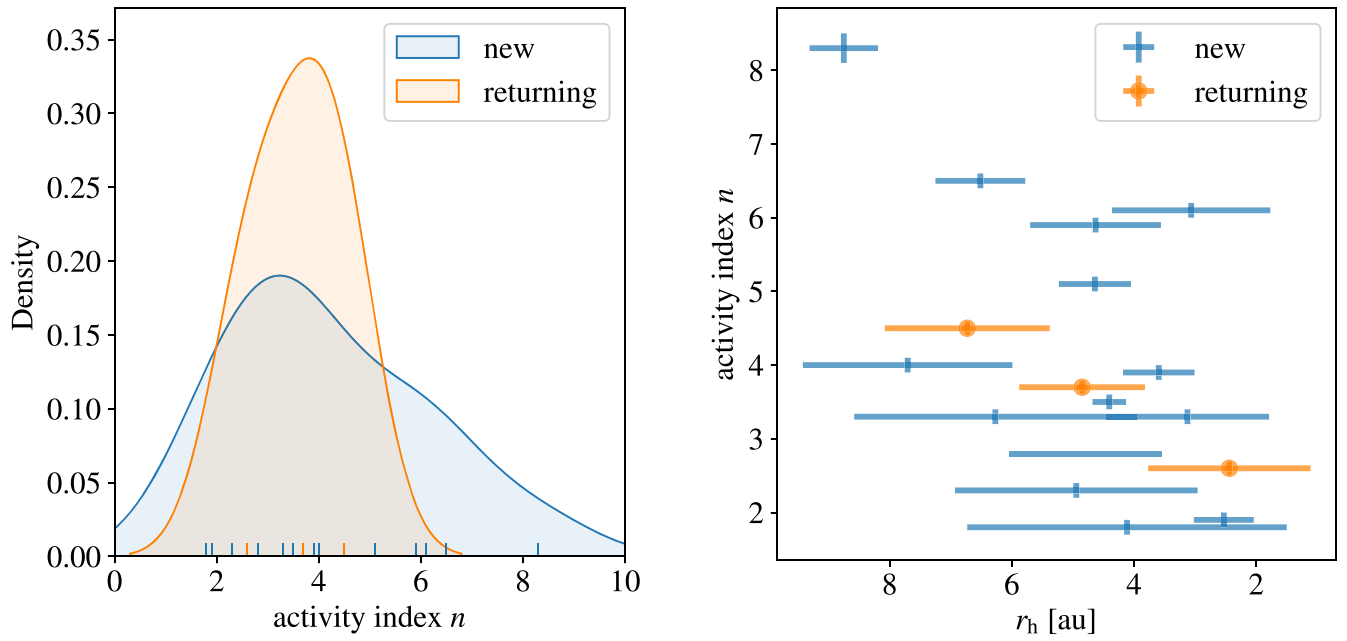 new
returning
Density
0.35
0.30
0.25
0.20
0.15
0.10
0.05
0.00
0 2 4 6 8 10
activity index n
new
returning
activity index n
8
7
6
5
4
3
2
8 6 4 2
r_h [au]